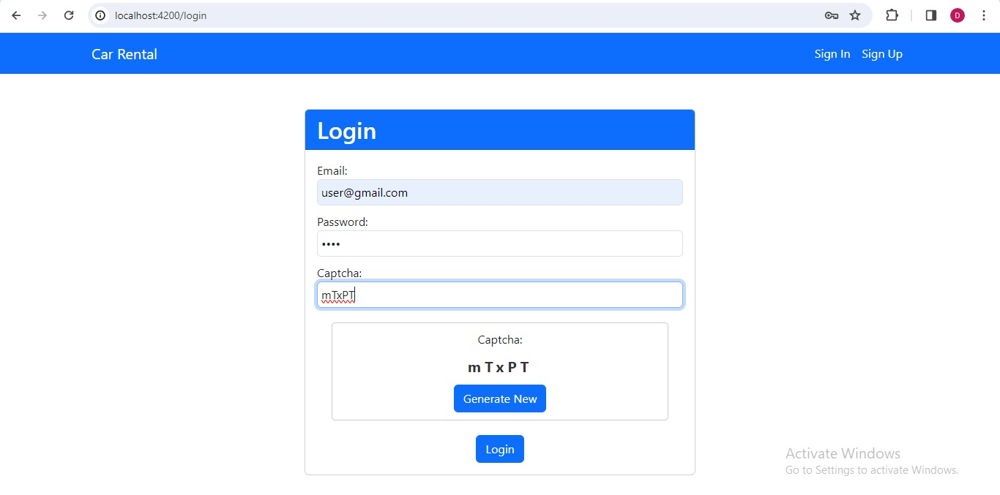 localhost:4200/login
D
Car Rental
Sign In Sign Up
Login
Email:
user@gmail.com
Password:
••••
Captcha:
mTxPT
Captcha:
m T x P T
Generate New
Login
Activate Windows
Go to Settings to activate Windows.